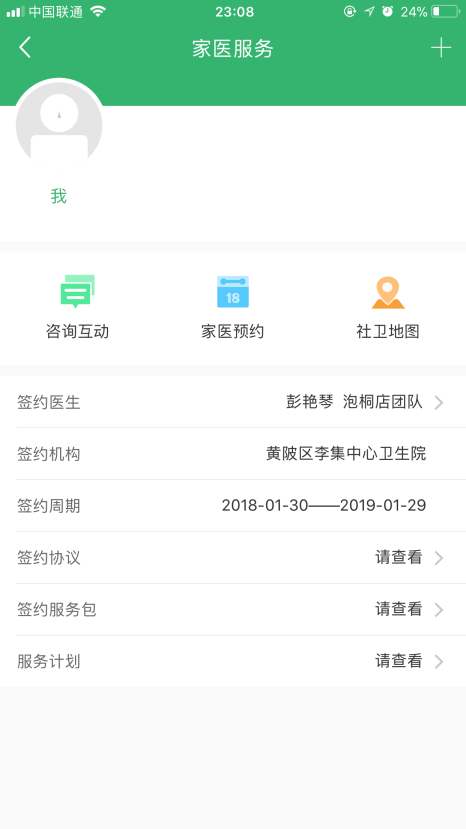 中国联通 23:08 24%
家医服务
我
咨询互动 家医预约 社卫地图
18
签约医生 彭艳琴 泡桐店团队
签约机构 黄陂区李集中心卫生院
签约周期 2018-01-30——2019-01-29
签约协议 请查看
签约服务包 请查看
服务计划 请查看